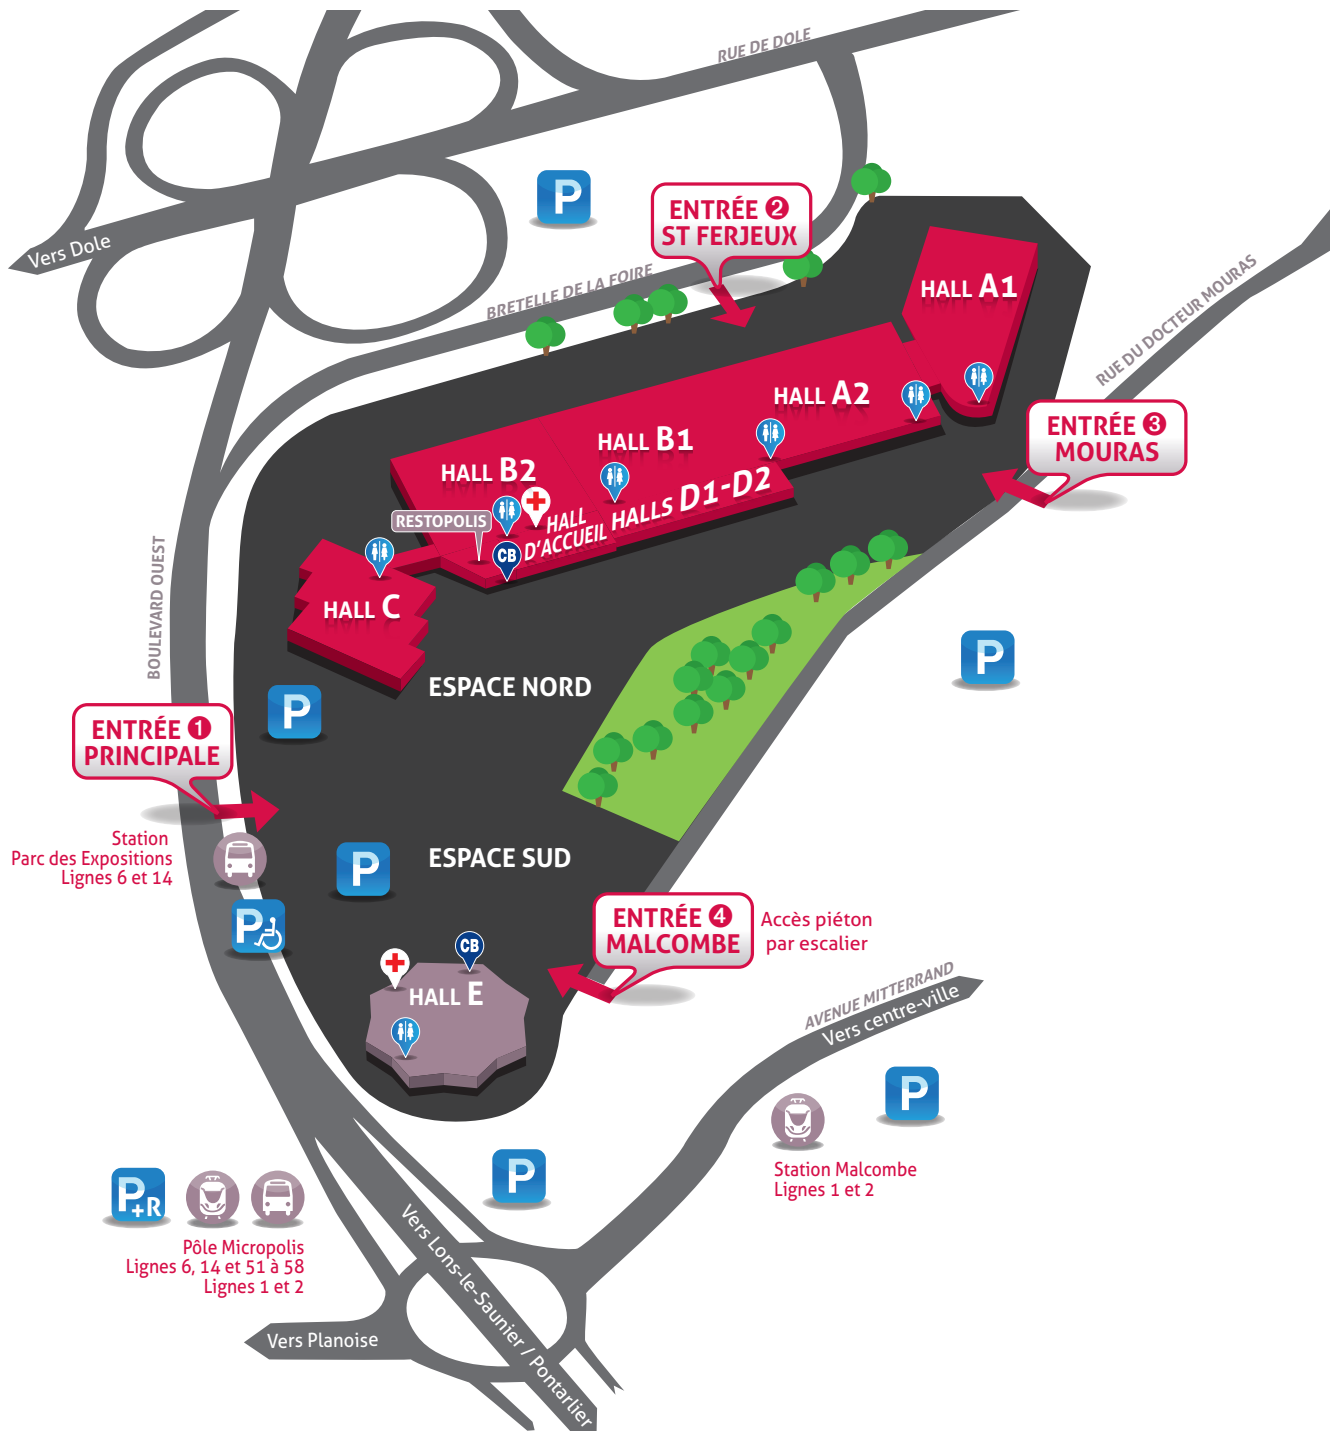 RUE DE DOLE
P
ENTRÉE ❷
ST FERJEUX
Vers Dole
BRETELLE DE LA FOIRE
HALL A1
RUE DU DOCTEUR MOURAS
HALL A2
ENTRÉE ❸
MOURAS
HALL B1
HALL B2
HALLS D1-D2
RESTOPOLIS
HALL
D'ACCUEIL
CB
HALL C
BOULEVARD OUEST
P
ESPACE NORD
P
ENTRÉE ❶
PRINCIPALE
Station
Parc des Expositions
Lignes 6 et 14
P
ESPACE SUD
P
ENTRÉE ❹
MALCOMBE
Accès piéton
par escalier
CB
HALL E
AVENUE MITTERRAND
Vers centre-ville
P
Station Malcombe
Lignes 1 et 2
P
P+R
Pôle Micropolis
Lignes 6, 14 et 51 à 58
Lignes 1 et 2
Vers Lons-le-Saunier / Pontarlier
Vers Planoise